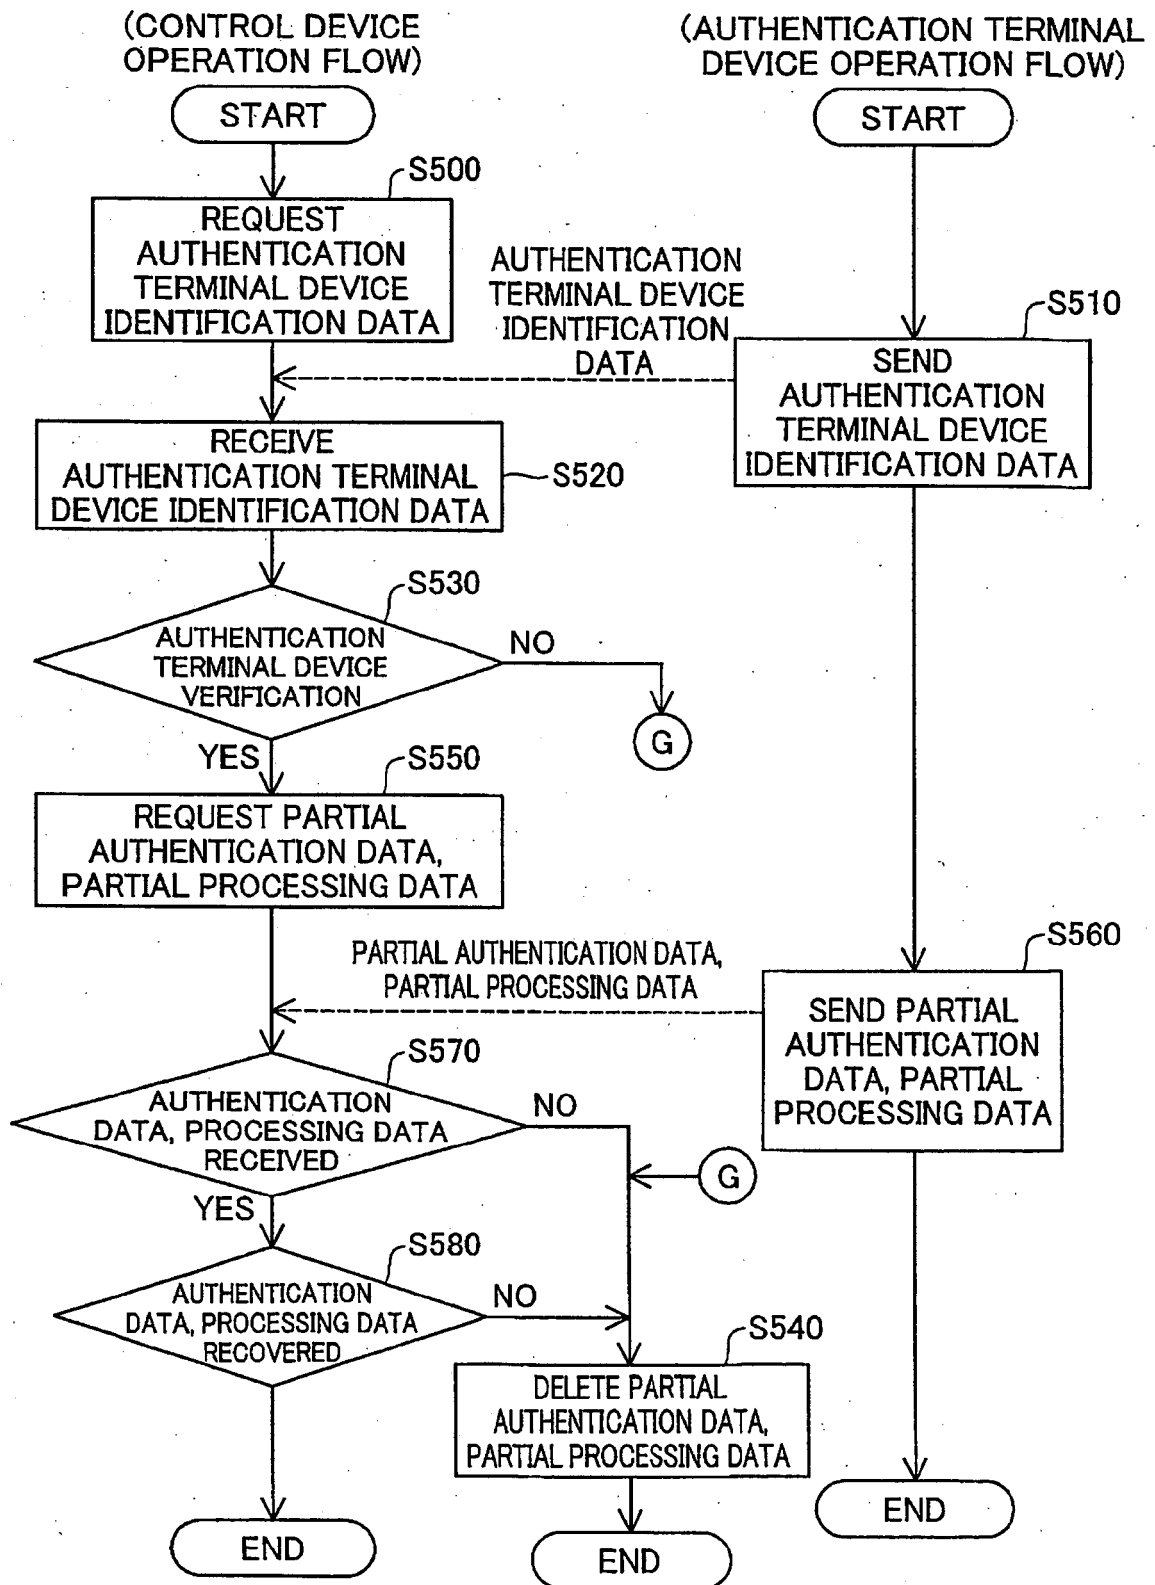 (CONTROL DEVICE
OPERATION FLOW)
START
S500
REQUEST
AUTHENTICATION
TERMINAL DEVICE
IDENTIFICATION DATA
(AUTHENTICATION TERMINAL
DEVICE OPERATION FLOW)
START
AUTHENTICATION
TERMINAL DEVICE
IDENTIFICATION
DATA
S510
SEND
AUTHENTICATION
TERMINAL DEVICE
IDENTIFICATION DATA
RECEIVE
AUTHENTICATION TERMINAL
DEVICE IDENTIFICATION DATA
S520
S530
AUTHENTICATION
TERMINAL DEVICE
VERIFICATION
NO
G
YES
S550
REQUEST PARTIAL
AUTHENTICATION DATA,
PARTIAL PROCESSING DATA
PARTIAL AUTHENTICATION DATA,
PARTIAL PROCESSING DATA
S560
SEND PARTIAL
AUTHENTICATION
DATA, PARTIAL
PROCESSING DATA
S570
AUTHENTICATION
DATA, PROCESSING DATA
RECEIVED
NO
G
YES
S580
AUTHENTICATION
DATA, PROCESSING DATA
RECOVERED
NO
S540
DELETE PARTIAL
AUTHENTICATION DATA,
PARTIAL PROCESSING DATA
END
END
END